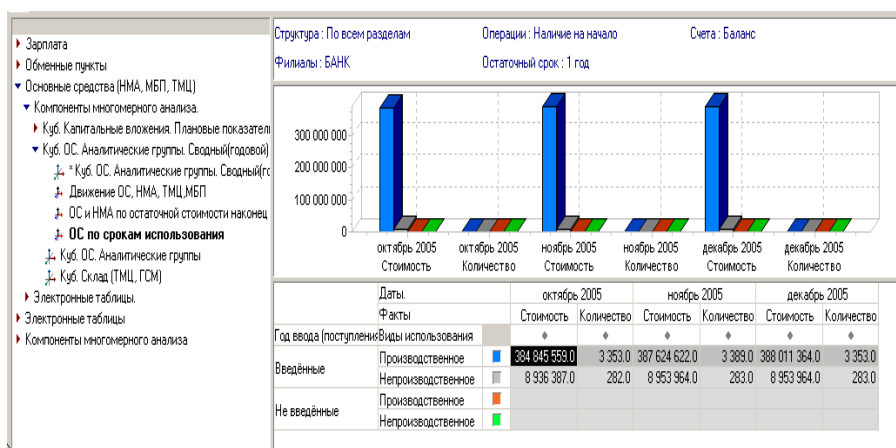 Зарплата
Обменные пункты
Основные средства (НМА, МБП, ТМЦ)
Компоненты многомерного анализа.
Куб. Капитальные вложения. Плановые показател
Куб. ОС. Аналитические группы. Сводный(годовой)
* Куб. ОС. Аналитические группы. Сводный(го
Движение ОС, НМА, ТМЦ,МБП
ОС и НМА по остаточной стоимости наконец
ОС по срокам использования
Куб. ОС. Аналитические группы
Куб. Склад (ТМЦ, ГСМ)
Электронные таблицы.
Электронные таблицы
Компоненты многомерного анализа
Структура : По всем разделам Операции : Наличие на начало Счета : Баланс
Филиалы : БАНК Остаточный срок : 1 год
300 000 000
200 000 000
100 000 000
0
октябрь 2005 октябрь 2005 ноябрь 2005 ноябрь 2005 декабрь 2005 декабрь 2005
Стоимость Количество Стоимость Количество Стоимость Количество
Даты. октябрь 2005 ноябрь 2005 декабрь 2005
Факты Стоимость Количество Стоимость Количество Стоимость Количество
Год ввода (поступления Виды использования
Введённые Производственное 384 845 559.0 3 353.0 387 624 622.0 3 389.0 388 011 364.0 3 353.0
Непроизводственное 8 936 387.0 282.0 8 953 964.0 283.0 8 953 964.0 283.0
Не введённые Производственное
Непроизводственное